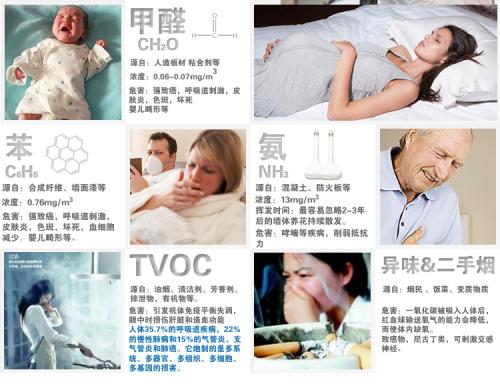 甲醛
CH₂O
O
H C H
源自：人造板材 粘合剂等
浓度：0.06-0.07mg/m³
危害：强致癌，呼吸道刺激，皮
肤炎，色斑，坏死
婴儿畸形等
苯
C₆H₆
源自：合成纤维、墙面漆等
浓度：0.76mg/m³
危害：强致癌，呼吸道刺激，
皮肤炎，色斑，坏死，血细胞
减少．婴儿畸形等。
氨
NH₃
源自：混凝土、防火板等
浓度：13mg/m³
挥发时间：最容易忽略2-3年
后的墙体养花持续散发。
危害：哮喘等疾病，削弱抵抗
力
TVOC
源自：油烟、清洁剂、芳香剂、
排泄物，有机物等。
危害：引发机体免疫平衡失调，
眼中时损伤肝脏和造血功能
人体35.7%的呼吸道疾病，22%
的慢性肺病和15%的气管炎、支
气管炎和肺癌。它炮制的是多系
统、多器官、多组织、多细胞、
多基因的损害。
异味&二手烟
源自：烟民 、饭菜、变质物质
危害：一氧化碳被吸入人体后，
红血球输送氧气的能力会降低，
而使体内缺氧。
致癌物，尼古丁类，可刺激交感
神经。